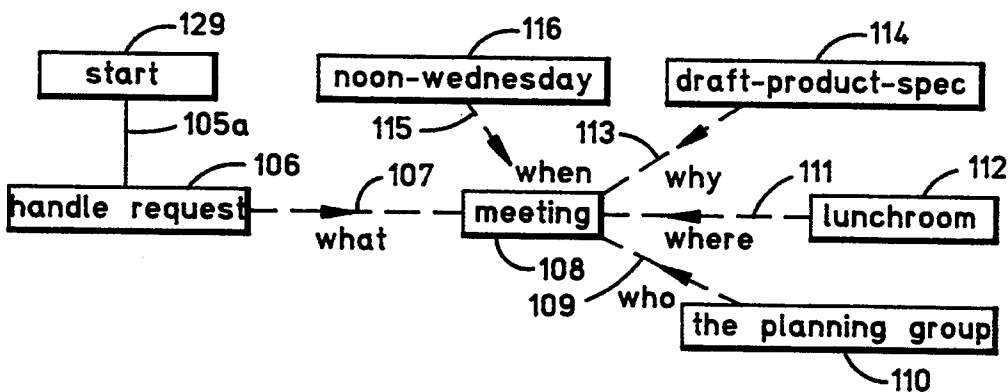 129
116
114
start
noon-wednesday
draft-product-spec
105a
115
113
106
107
when
why
111
112
handle request
meeting
lunchroom
what
where
108
109
who
the planning group
110